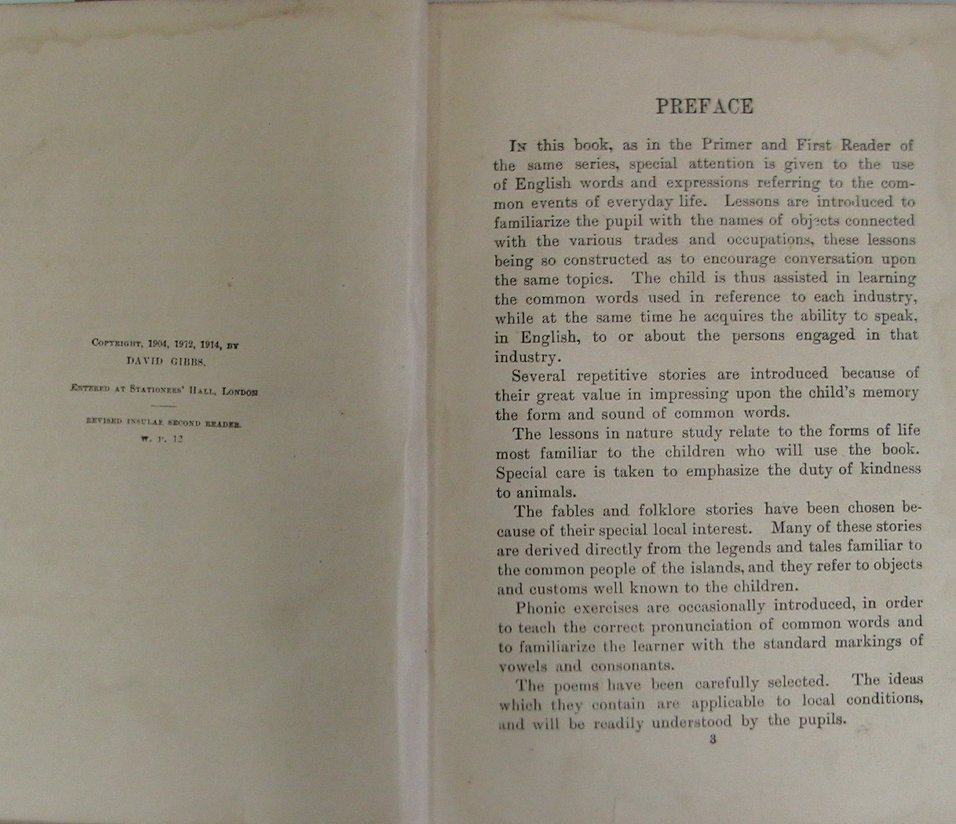 COPYRIGHT, 1904, 1912, 1914, BY
DAVID GIBBS.
ENTERED AT STATIONERS' HALL, LONDON
REVISED INSULAR SECOND READER.
W. P. 12
PREFACE
IN this book, as in the Primer and First Reader of
the same series, special attention is given to the use
of English words and expressions referring to the com-
mon events of everyday life. Lessons are introduced to
familiarize the pupil with the names of objects connected
with the various trades and occupations, these lessons
being so constructed as to encourage conversation upon
the same topics. The child is thus assisted in learning
the common words used in reference to each industry,
while at the same time he acquires the ability to speak,
in English, to or about the persons engaged in that
industry.
Several repetitive stories are introduced because of
their great value in impressing upon the child's memory
the form and sound of common words.
The lessons in nature study relate to the forms of life
most familiar to the children who will use the book.
Special care is taken to emphasize the duty of kindness
to animals.
The fables and folklore stories have been chosen be-
cause of their special local interest. Many of these stories
are derived directly from the legends and tales familiar to
the common people of the islands, and they refer to objects
and customs well known to the children.
Phonic exercises are occasionally introduced, in order
to teach the correct pronunciation of common words and
to familiarize the learner with the standard markings of
vowels and consonants.
The poems have been carefully selected. The ideas
which they contain are applicable to local conditions,
and will be readily understood by the pupils.
3